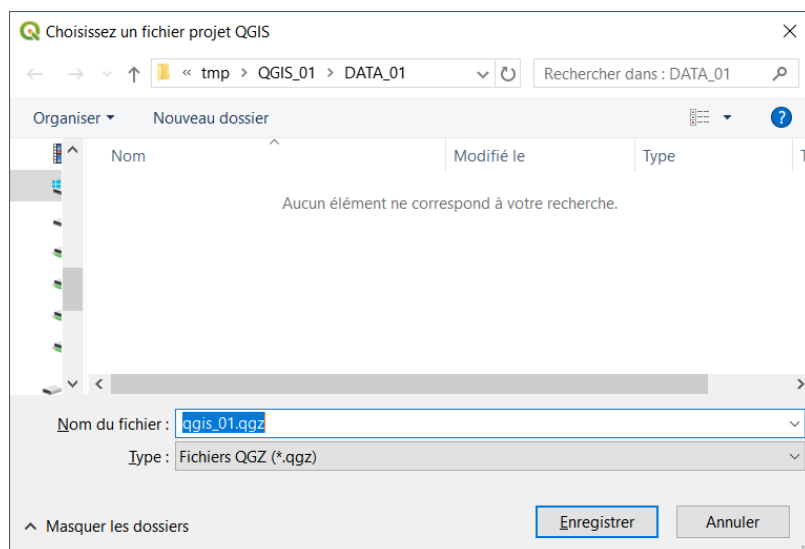 Choisissez un fichier projet QGIS
« tmp > QGIS_01 > DATA_01
Rechercher dans : DATA_01
Organiser
Nouveau dossier
?
Nom
Modifié le
Type
T
Aucun élément ne correspond à votre recherche.
Nom du fichier : qgis_01.qgz
Type : Fichiers QGZ (*.qgz)
Masquer les dossiers
Enregistrer
Annuler